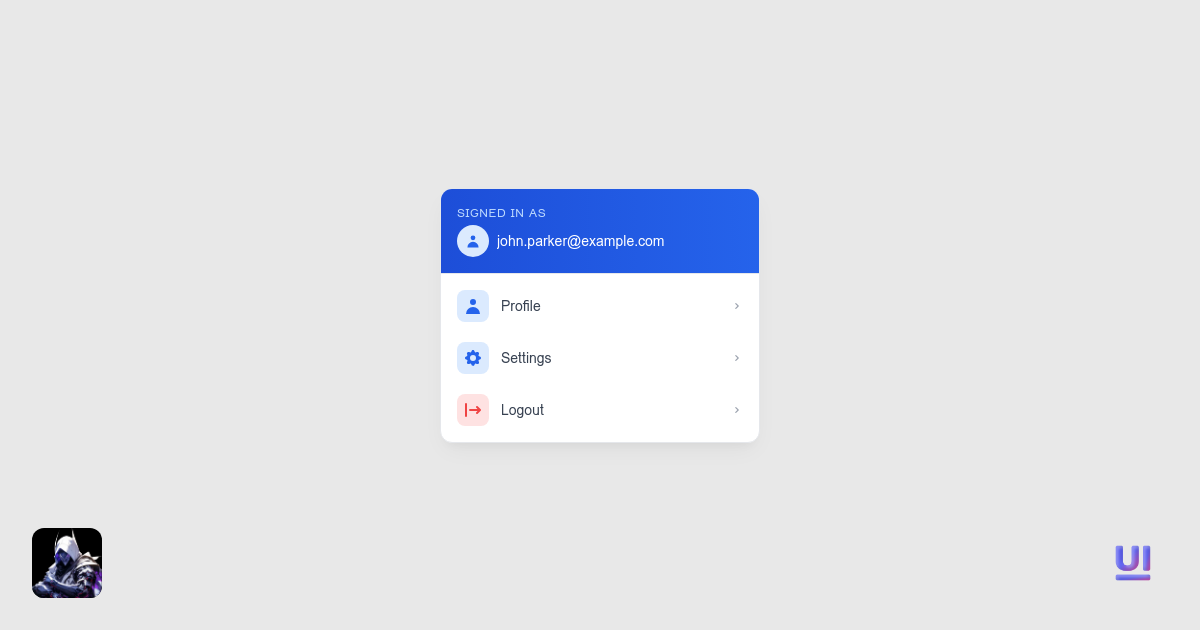 SIGNED IN AS
john.parker@example.com
Profile
Settings
Logout
UI